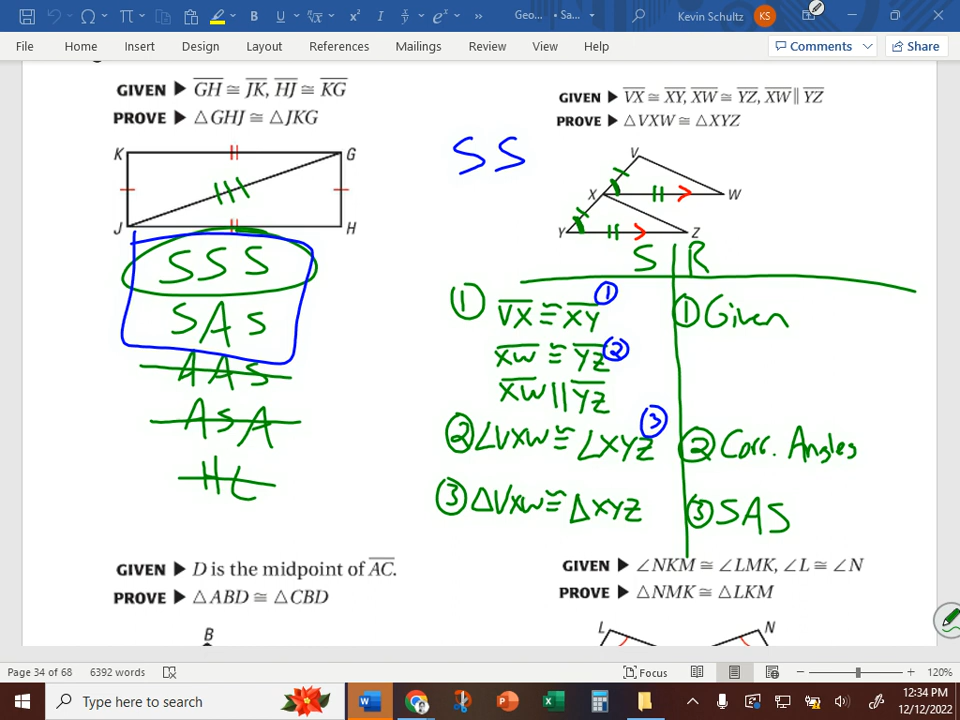 Geo... • Sa...
Kevin Schultz
KS
File Home Insert Design Layout References Mailings Review View Help
Comments Share
GIVEN ▶ GH ≅ JK, HJ ≅ KG
PROVE ▶ △GHJ ≅ △JKG
K G
J H
SSS
SAS
AAS
ASA
HL
GIVEN ▶ VX ≅ XY, XW ≅ YZ, XW ∥ YZ
PROVE ▶ △VXW ≅ △XYZ
SS
V
X W
Y Z
S R
① VX ≅ XY ① ① Given
XW ≅ YZ ②
XW ∥ YZ
② ∠VXW ≅ ∠XYZ ③ ② Corr. Angles
③ △VXW ≅ △XYZ ③ SAS
GIVEN ▶ D is the midpoint of AC.
PROVE ▶ △ABD ≅ △CBD
B
GIVEN ▶ ∠NKM ≅ ∠LMK, ∠L ≅ ∠N
PROVE ▶ △NMK ≅ △LKM
L N
Page 34 of 68 6392 words Focus 120%
Type here to search
12:34 PM
12/12/2022